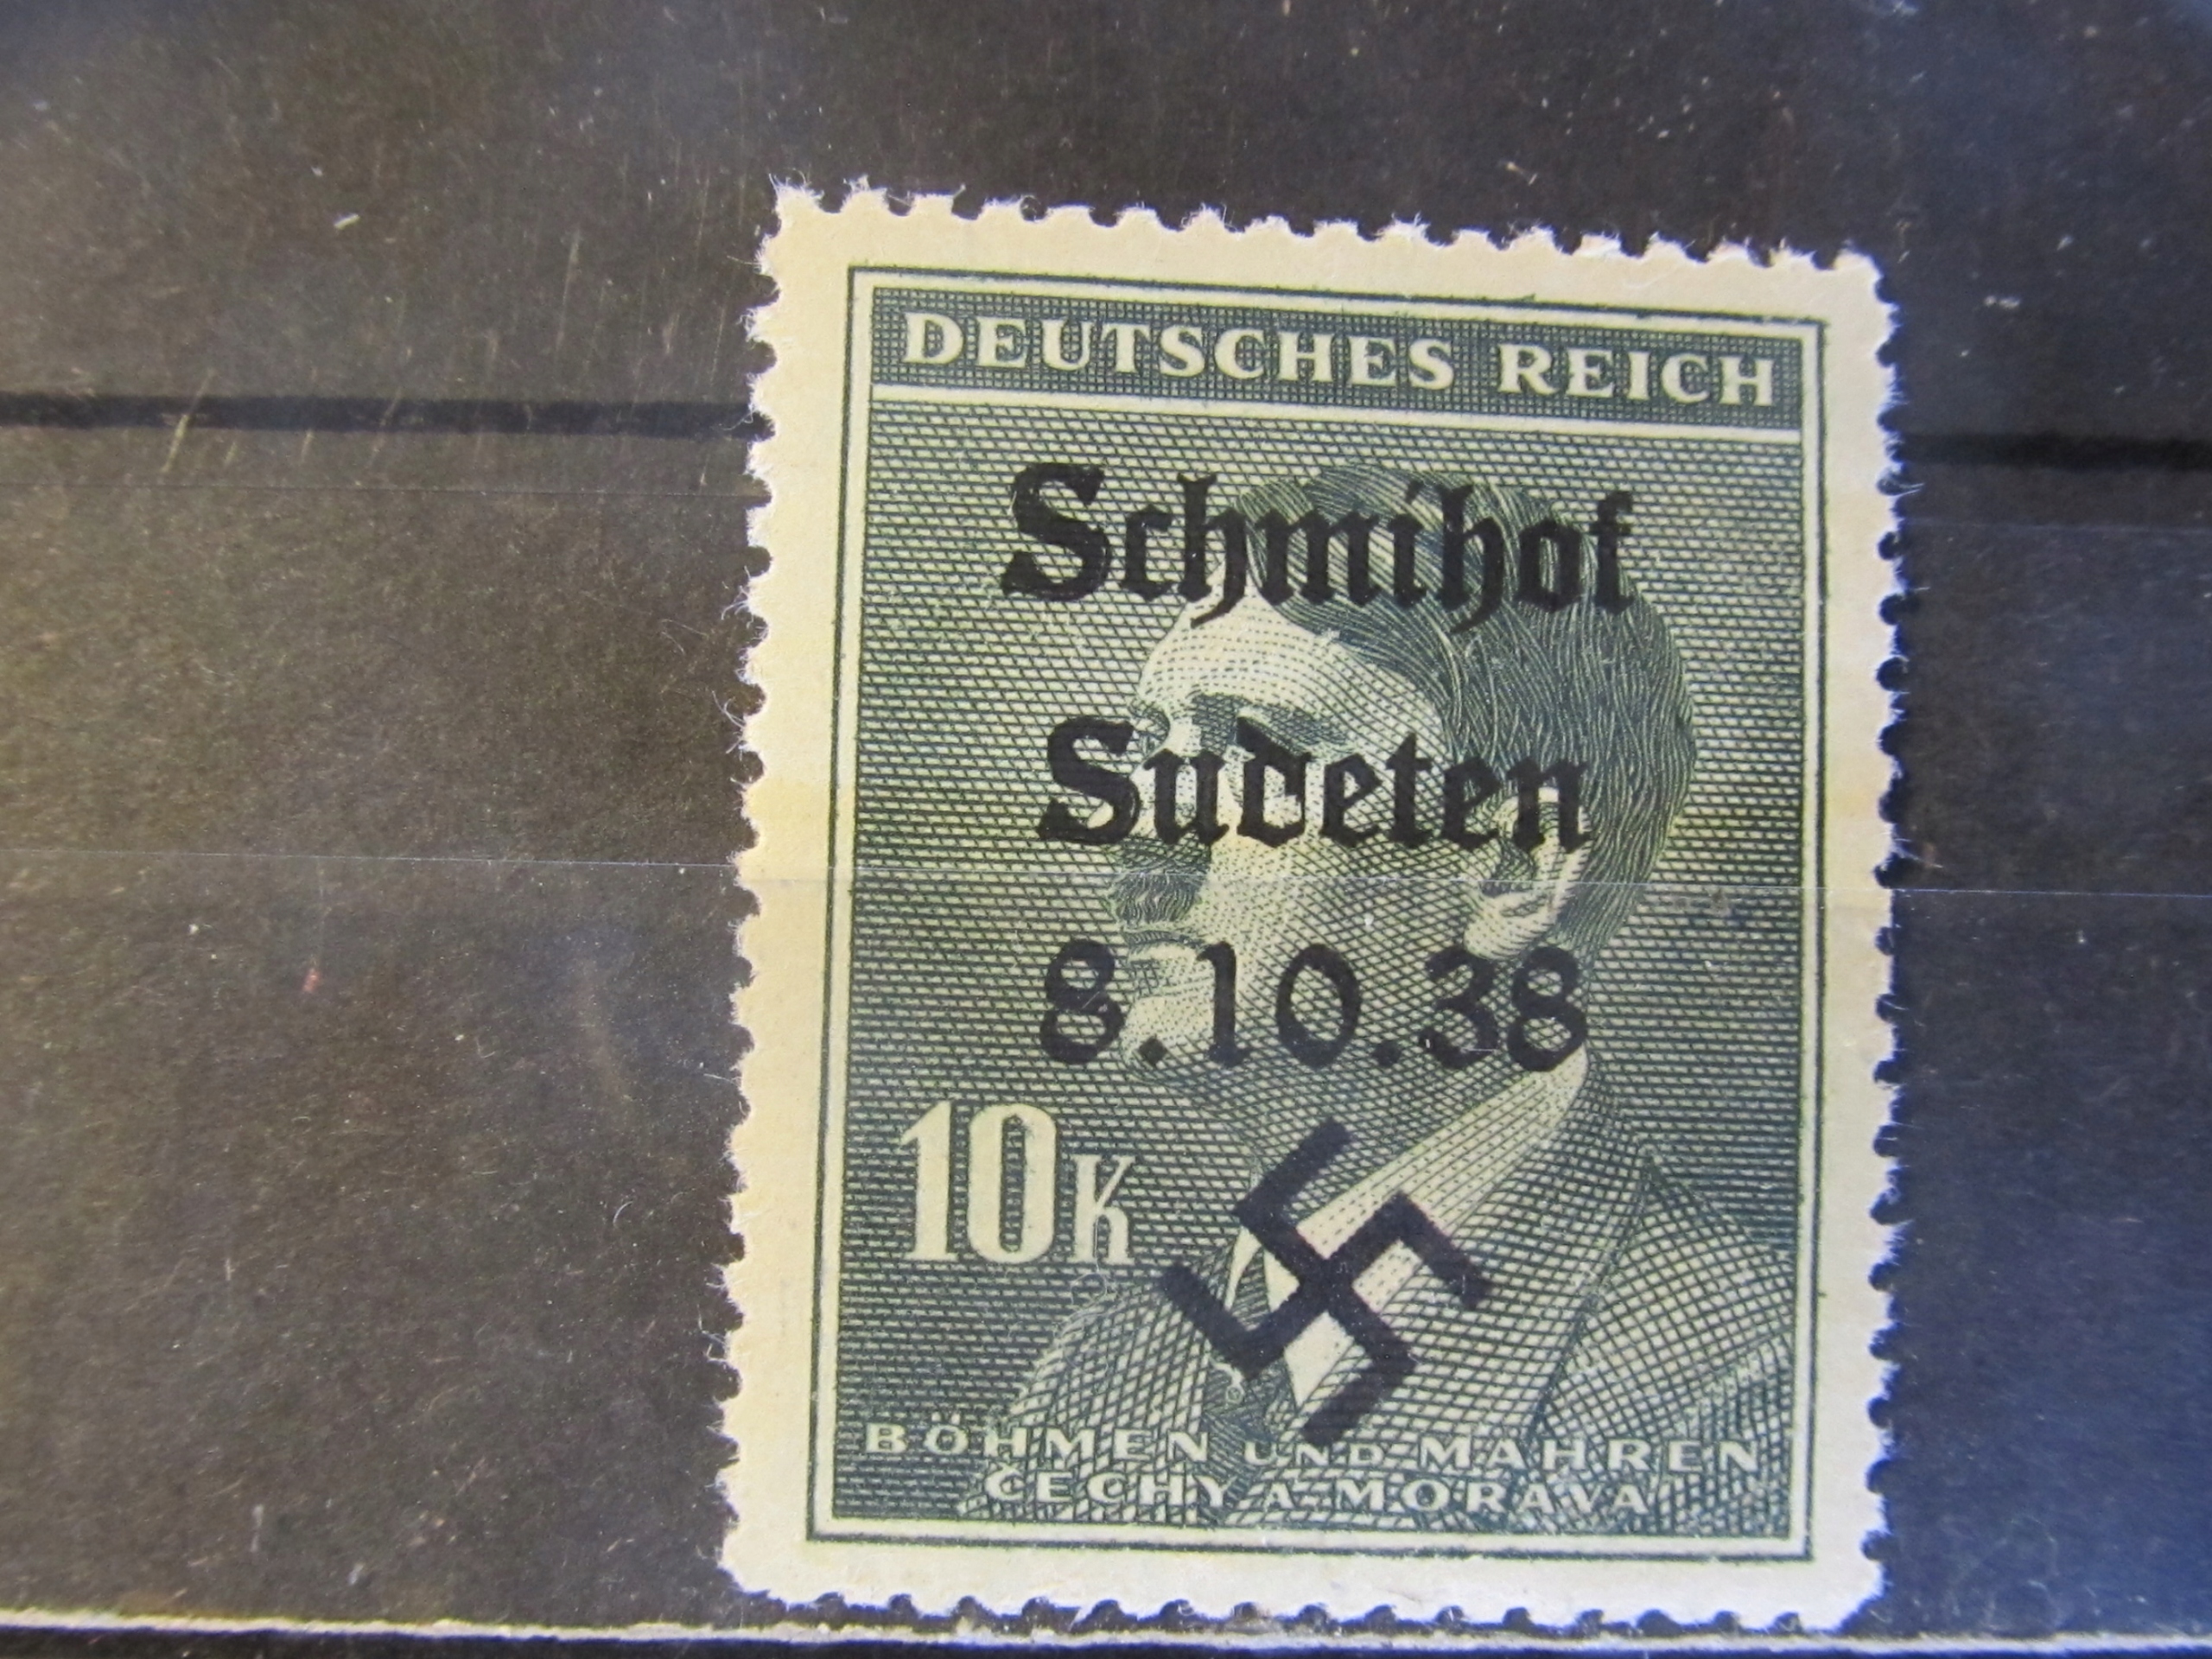 DEUTSCHES REICH
Schmihof
Sudeten
8.10.38
10K
BÖHMEN UND MÄHREN
ČECHY A MORAVA